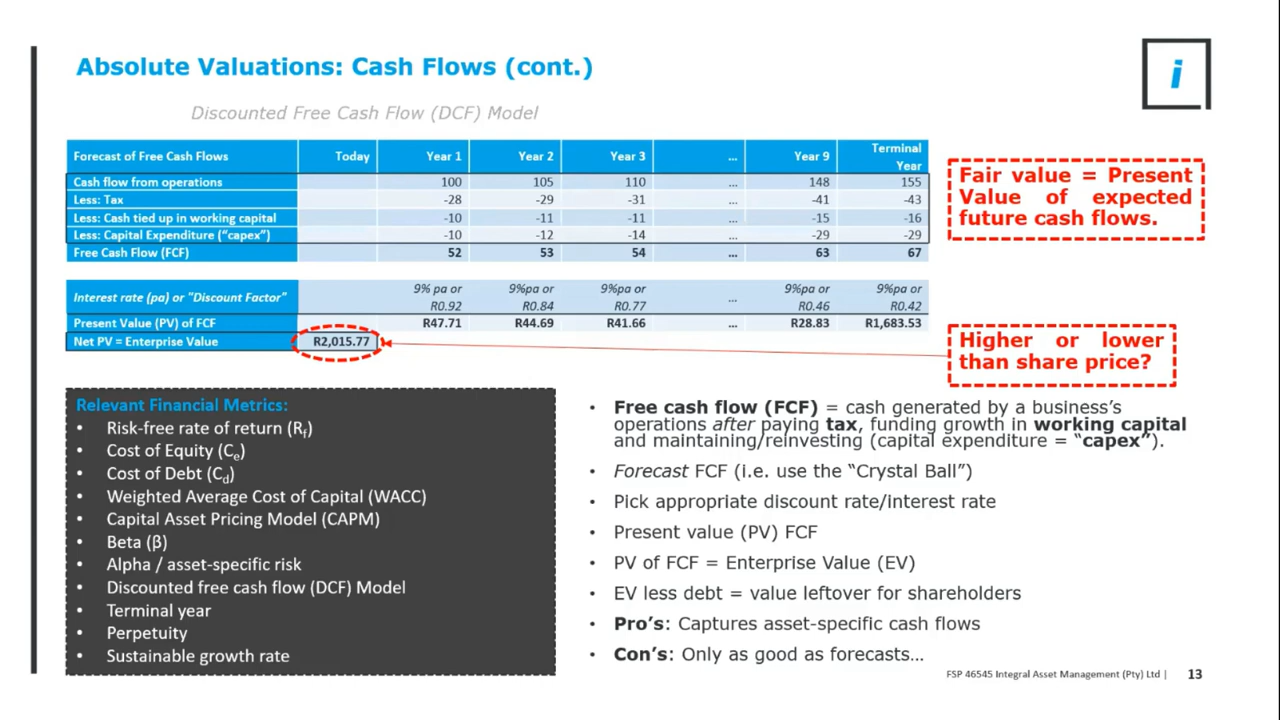 Absolute Valuations: Cash Flows (cont.)
i
Discounted Free Cash Flow (DCF) Model
Forecast of Free Cash Flows Today Year 1 Year 2 Year 3 ... Year 9 Terminal Year
Cash flow from operations 100 105 110 ... 148 155
Less: Tax -28 -29 -31 ... -41 -43
Less: Cash tied up in working capital -10 -11 -11 ... -15 -16
Less: Capital Expenditure (“capex”) -10 -12 -14 ... -29 -29
Free Cash Flow (FCF) 52 53 54 ... 63 67
Interest rate (pa) or "Discount Factor" 9% pa or R0.92 9%pa or R0.84 9%pa or R0.77 ... 9%pa or R0.46 9%pa or R0.42
Present Value (PV) of FCF R47.71 R44.69 R41.66 ... R28.83 R1,683.53
Net PV = Enterprise Value R2,015.77
Fair value = Present
Value of expected
future cash flows.
Higher or lower
than share price?
Relevant Financial Metrics:
• Risk-free rate of return (Rf)
• Cost of Equity (Ce)
• Cost of Debt (Cd)
• Weighted Average Cost of Capital (WACC)
• Capital Asset Pricing Model (CAPM)
• Beta (β)
• Alpha / asset-specific risk
• Discounted free cash flow (DCF) Model
• Terminal year
• Perpetuity
• Sustainable growth rate
• Free cash flow (FCF) = cash generated by a business’s
operations after paying tax, funding growth in working capital
and maintaining/reinvesting (capital expenditure = “capex”).
• Forecast FCF (i.e. use the “Crystal Ball”)
• Pick appropriate discount rate/interest rate
• Present value (PV) FCF
• PV of FCF = Enterprise Value (EV)
• EV less debt = value leftover for shareholders
• Pro’s: Captures asset-specific cash flows
• Con’s: Only as good as forecasts…
FSP 46545 Integral Asset Management (Pty) Ltd | 13